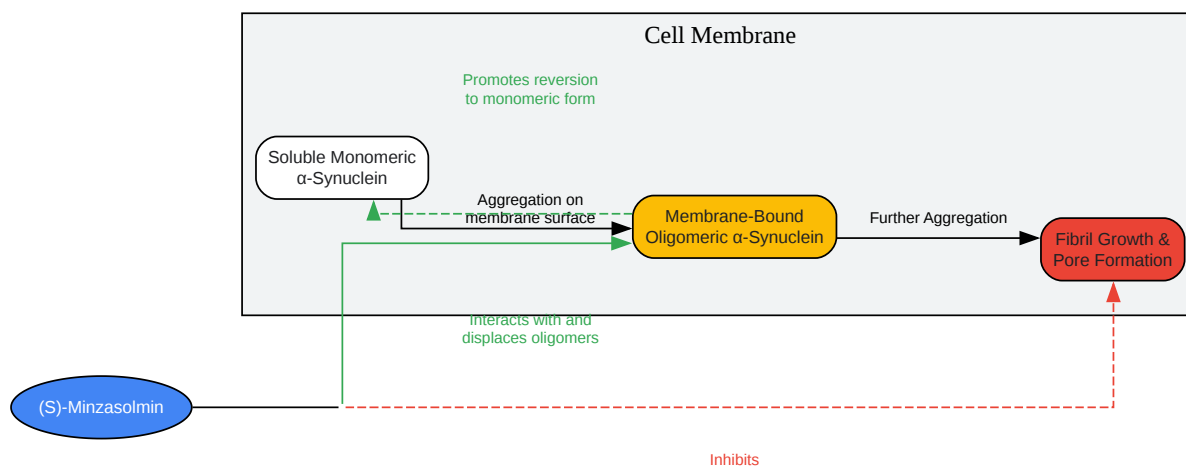 Cell Membrane
Promotes reversion
to monomeric form
Soluble Monomeric
α-Synuclein
Aggregation on
membrane surface
Membrane-Bound
Oligomeric α-Synuclein
Further Aggregation
Fibril Growth &
Pore Formation
Interacts with and
displaces oligomers
(S)-Minzasolmin
Inhibits